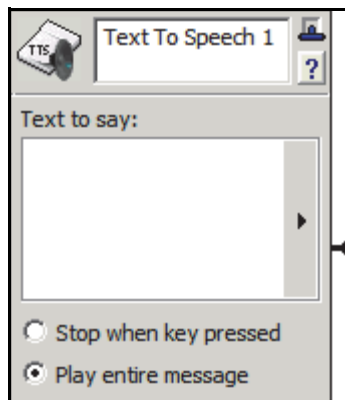 TTS
Text To Speech 1
?
Text to say:
Stop when key pressed
Play entire message